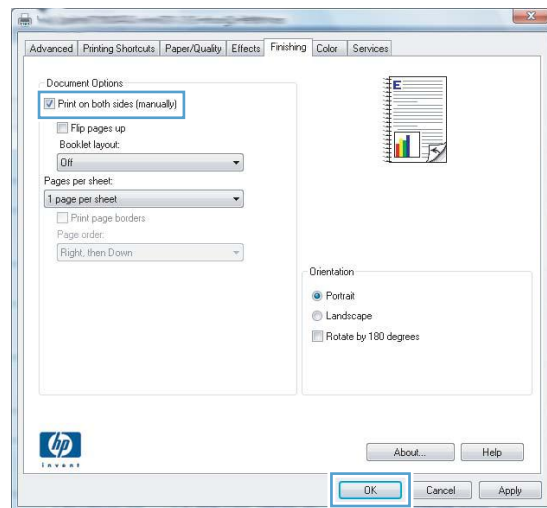 Advanced Printing Shortcuts Paper/Quality Effects Finishing Color Services
Document Options
Print on both sides (manually)
Flip pages up
Booklet layout:
Off
Pages per sheet:
1 page per sheet
Print page borders
Page order:
Right, then Down
E
Orientation
Portrait
Landscape
Rotate by 180 degrees
hp
invent
About... Help
OK Cancel Apply